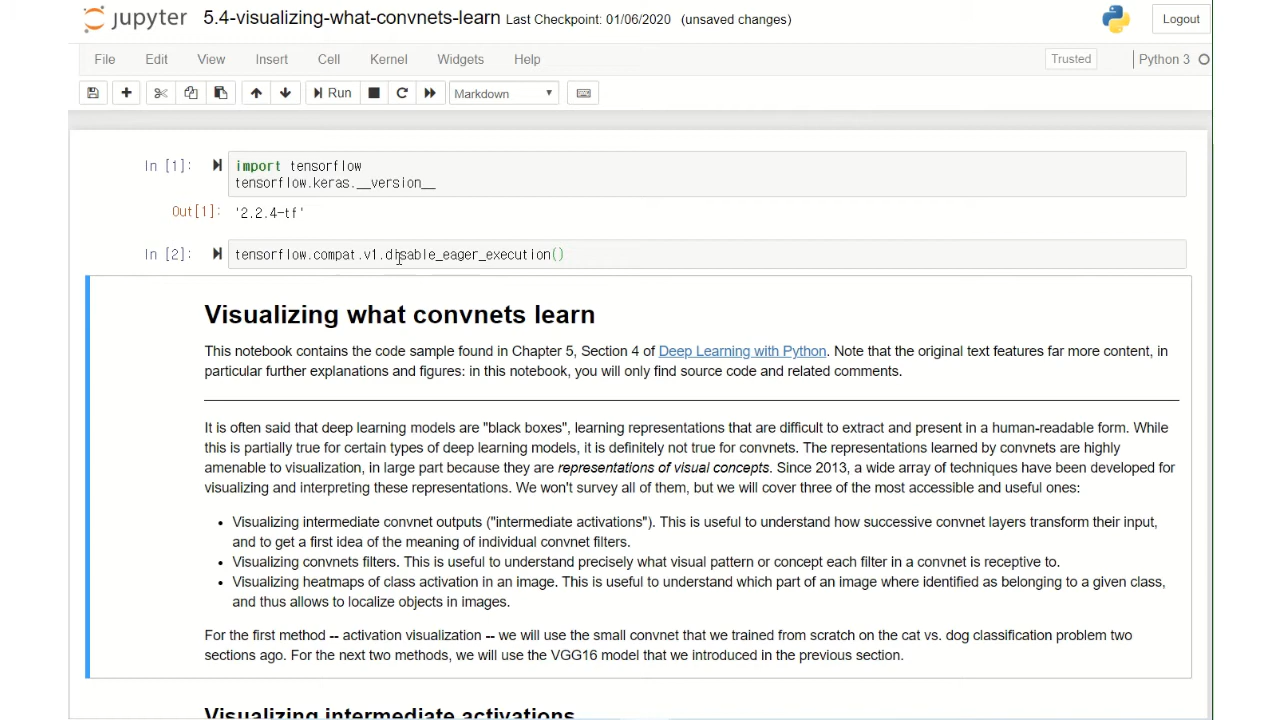 jupyter 5.4-visualizing-what-convnets-learn Last Checkpoint: 01/06/2020 (unsaved changes) Logout
File Edit View Insert Cell Kernel Widgets Help Trusted Python 3
Run Markdown
In [1]: import tensorflow
tensorflow.keras.__version__
Out[1]: '2.2.4-tf'
In [2]: tensorflow.compat.v1.disable_eager_execution()
Visualizing what convnets learn
This notebook contains the code sample found in Chapter 5, Section 4 of Deep Learning with Python. Note that the original text features far more content, in
particular further explanations and figures: in this notebook, you will only find source code and related comments.
It is often said that deep learning models are "black boxes", learning representations that are difficult to extract and present in a human-readable form. While
this is partially true for certain types of deep learning models, it is definitely not true for convnets. The representations learned by convnets are highly
amenable to visualization, in large part because they are representations of visual concepts. Since 2013, a wide array of techniques have been developed for
visualizing and interpreting these representations. We won't survey all of them, but we will cover three of the most accessible and useful ones:
• Visualizing intermediate convnet outputs ("intermediate activations"). This is useful to understand how successive convnet layers transform their input,
and to get a first idea of the meaning of individual convnet filters.
• Visualizing convnets filters. This is useful to understand precisely what visual pattern or concept each filter in a convnet is receptive to.
• Visualizing heatmaps of class activation in an image. This is useful to understand which part of an image where identified as belonging to a given class,
and thus allows to localize objects in images.
For the first method -- activation visualization -- we will use the small convnet that we trained from scratch on the cat vs. dog classification problem two
sections ago. For the next two methods, we will use the VGG16 model that we introduced in the previous section.
Visualizing intermediate activations